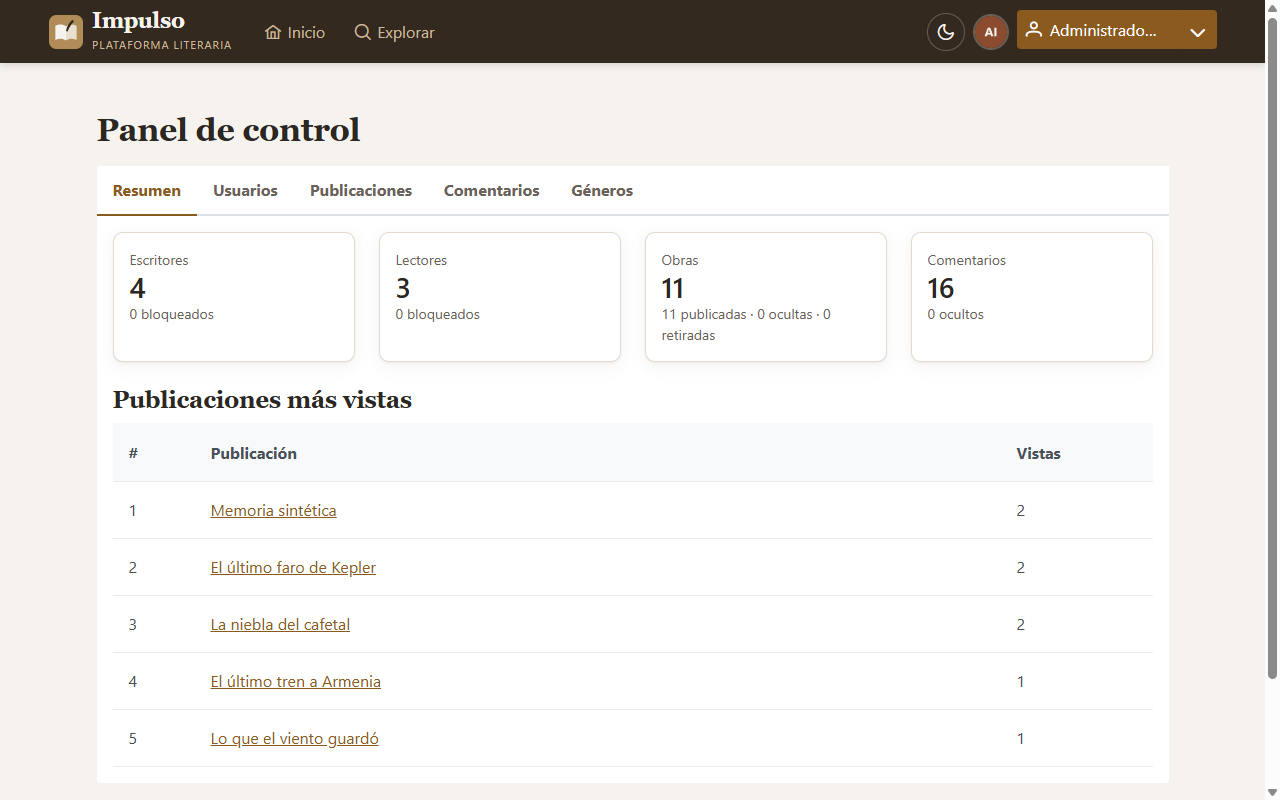 Impulso
PLATAFORMA LITERARIA
Inicio
Explorar
AI
Administrado...
Panel de control
Resumen
Usuarios
Publicaciones
Comentarios
Géneros
Escritores
4
0 bloqueados
Lectores
3
0 bloqueados
Obras
11
11 publicadas · 0 ocultas · 0
retiradas
Comentarios
16
0 ocultos
Publicaciones más vistas
# Publicación Vistas
1 Memoria sintética 2
2 El último faro de Kepler 2
3 La niebla del cafetal 2
4 El último tren a Armenia 1
5 Lo que el viento guardó 1